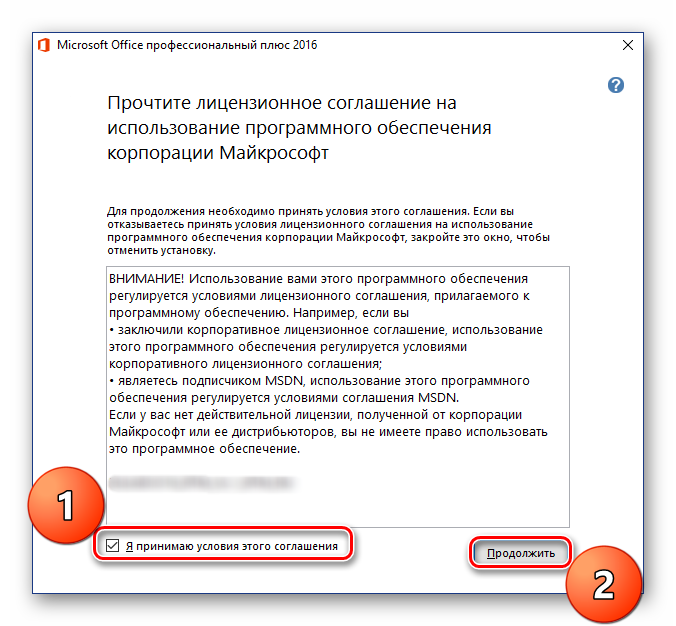 Microsoft Office профессиональный плюс 2016
?
Прочтите лицензионное соглашение на
использование программного обеспечения
корпорации Майкрософт
Для продолжения необходимо принять условия этого соглашения. Если вы
отказываетесь принять условия лицензионного соглашения на использование
программного обеспечения корпорации Майкрософт, закройте это окно, чтобы
отменить установку.
ВНИМАНИЕ! Использование вами этого программного обеспечения
регулируется условиями лицензионного соглашения, прилагаемого к
программному обеспечению. Например, если вы
• заключили корпоративное лицензионное соглашение, использование
этого программного обеспечения регулируется условиями
корпоративного лицензионного соглашения;
• являетесь подписчиком MSDN, использование этого программного
обеспечения регулируется условиями соглашения MSDN.
Если у вас нет действительной лицензии, полученной от корпорации
Майкрософт или ее дистрибьюторов, вы не имеете право использовать
это программное обеспечение.
1
Я принимаю условия этого соглашения
Продолжить
2